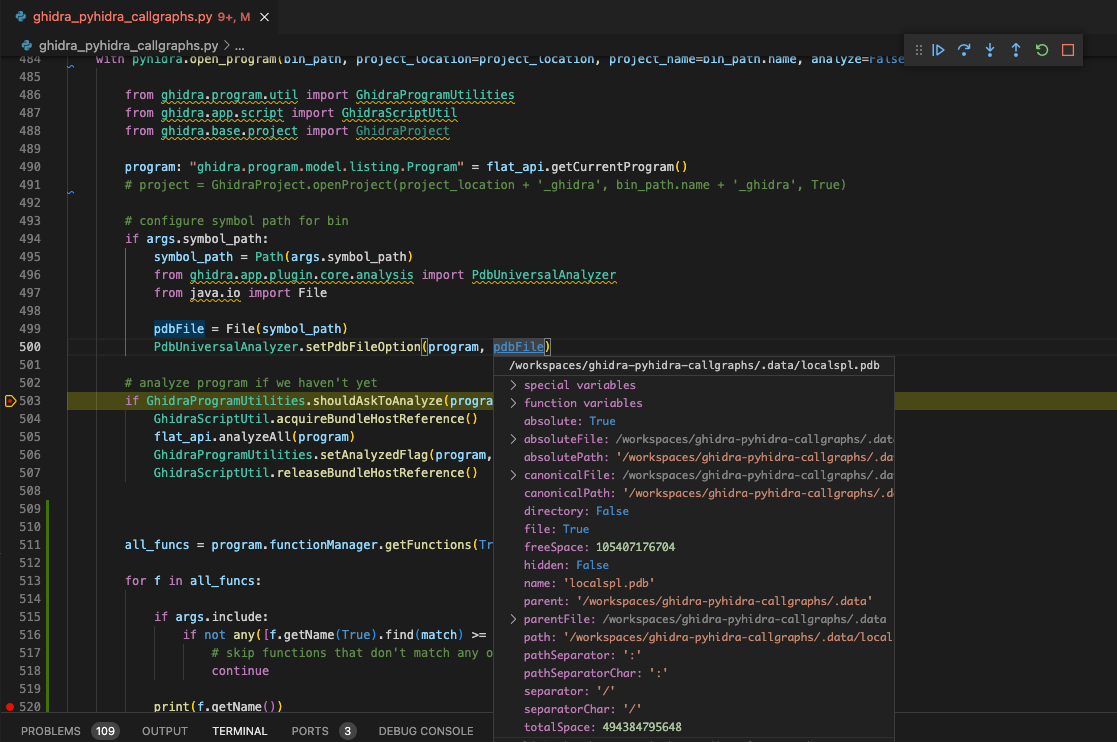 ghidra_pyhidra_callgraphs.py 9+, M
ghidra_pyhidra_callgraphs.py > ...
484 with pyhidra.open_program(bin_path, project_location=project_location, project_name=bin_path.name, analyze=False
485
486 from ghidra.program.util import GhidraProgramUtilities
487 from ghidra.app.script import GhidraScriptUtil
488 from ghidra.base.project import GhidraProject
489
490 program: "ghidra.program.model.listing.Program" = flat_api.getCurrentProgram()
491 # project = GhidraProject.openProject(project_location + '_ghidra', bin_path.name + '_ghidra', True)
492
493 # configure symbol path for bin
494 if args.symbol_path:
495 symbol_path = Path(args.symbol_path)
496 from ghidra.app.plugin.core.analysis import PdbUniversalAnalyzer
497 from java.io import File
498
499 pdbFile = File(symbol_path)
500 PdbUniversalAnalyzer.setPdbFileOption(program, pdbFile)
501
502 # analyze program if we haven't yet
503 if GhidraProgramUtilities.shouldAskToAnalyze(progra
504 GhidraScriptUtil.acquireBundleHostReference()
505 flat_api.analyzeAll(program)
506 GhidraProgramUtilities.setAnalyzedFlag(program,
507 GhidraScriptUtil.releaseBundleHostReference()
508
509
510
511 all_funcs = program.functionManager.getFunctions(Tr
512
513 for f in all_funcs:
514
515 if args.include:
516 if not any([f.getName(True).find(match) >=
517 # skip functions that don't match any o
518 continue
519
520 print(f.getName())
/workspaces/ghidra-pyhidra-callgraphs/.data/localspl.pdb
> special variables
> function variables
absolute: True
> absoluteFile: /workspaces/ghidra-pyhidra-callgraphs/.dat
absolutePath: '/workspaces/ghidra-pyhidra-callgraphs/.da
> canonicalFile: /workspaces/ghidra-pyhidra-callgraphs/.da
canonicalPath: '/workspaces/ghidra-pyhidra-callgraphs/.d
directory: False
file: True
freeSpace: 105407176704
hidden: False
name: 'localspl.pdb'
parent: '/workspaces/ghidra-pyhidra-callgraphs/.data'
> parentFile: /workspaces/ghidra-pyhidra-callgraphs/.data
path: '/workspaces/ghidra-pyhidra-callgraphs/.data/local
pathSeparator: ':'
pathSeparatorChar: ':'
separator: '/'
separatorChar: '/'
totalSpace: 494384795648
PROBLEMS 109 OUTPUT TERMINAL PORTS 3 DEBUG CONSOLE